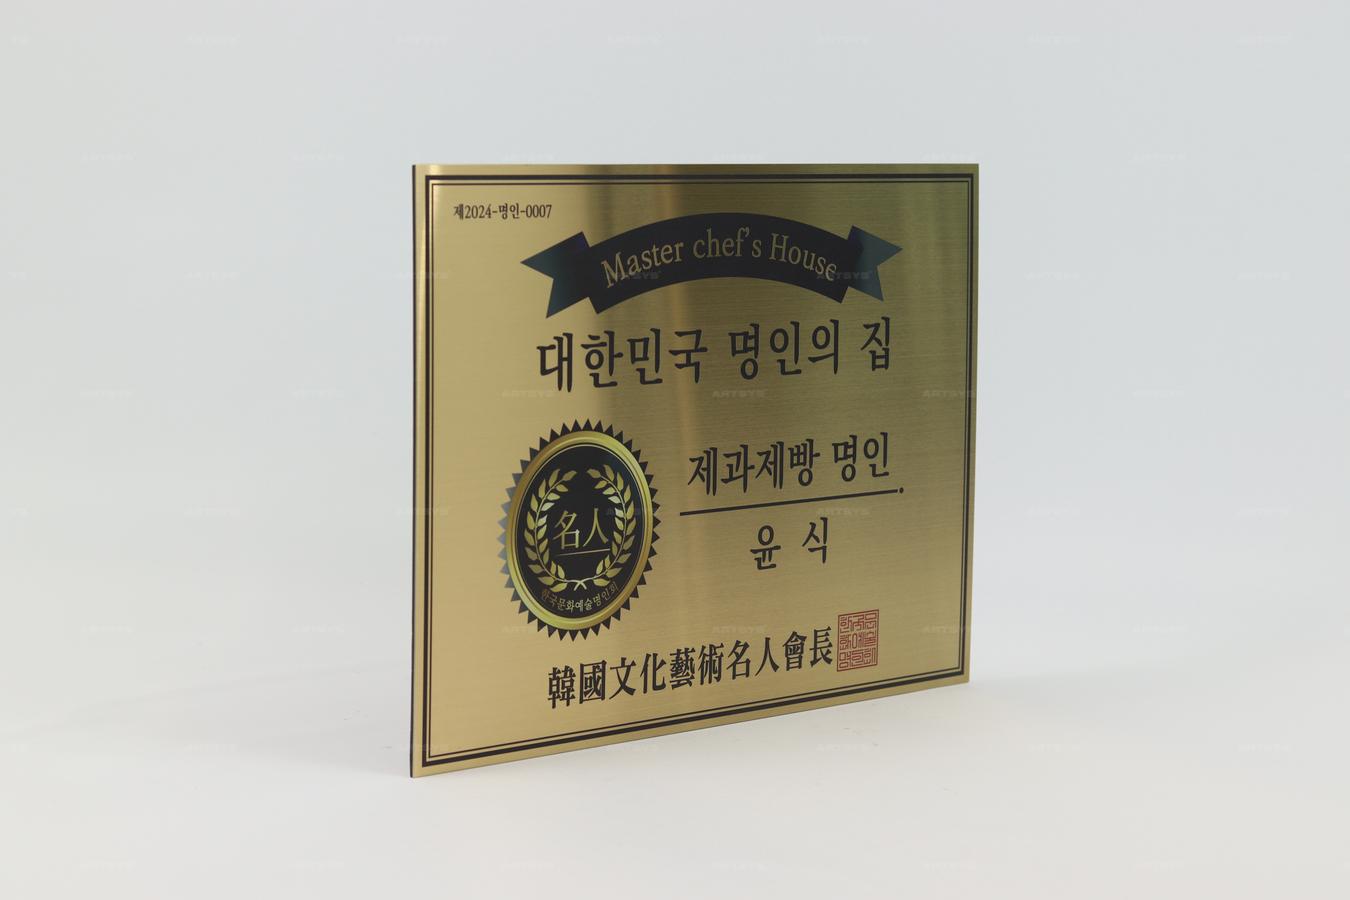 제2024-명인-0007
Master chef's House
대한민국 명인의 집
제과제빵 명인
윤 식
名人
한국문화예술명인회
韓國文化藝術名人會長
ARTSYS